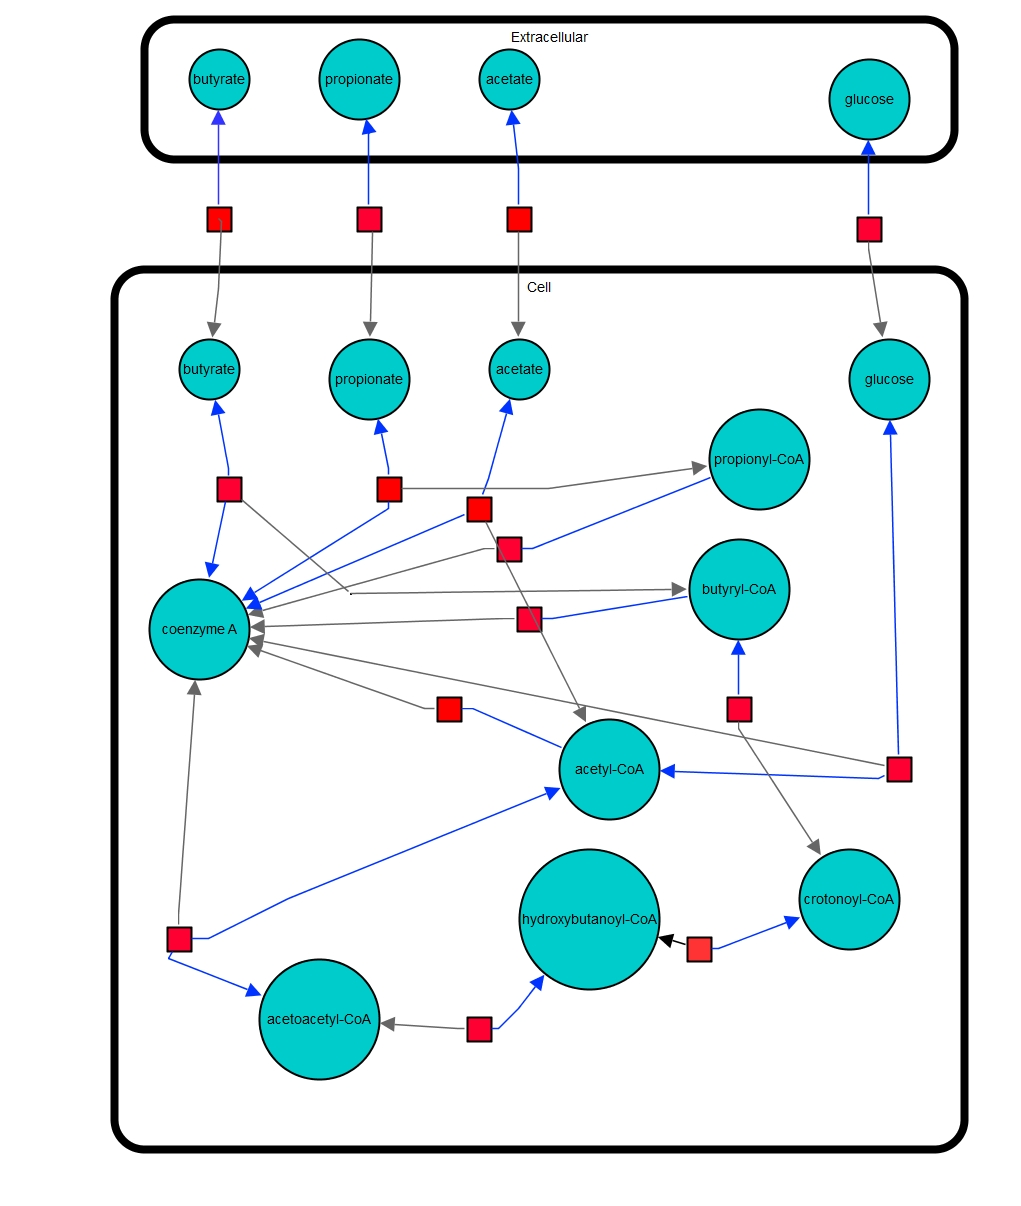 Extracellular
butyrate
propionate
acetate
glucose
Cell
butyrate
propionate
acetate
glucose
propionyl-CoA
butyryl-CoA
coenzyme A
acetyl-CoA
hydroxybutanoyl-CoA
crotonoyl-CoA
acetoacetyl-CoA